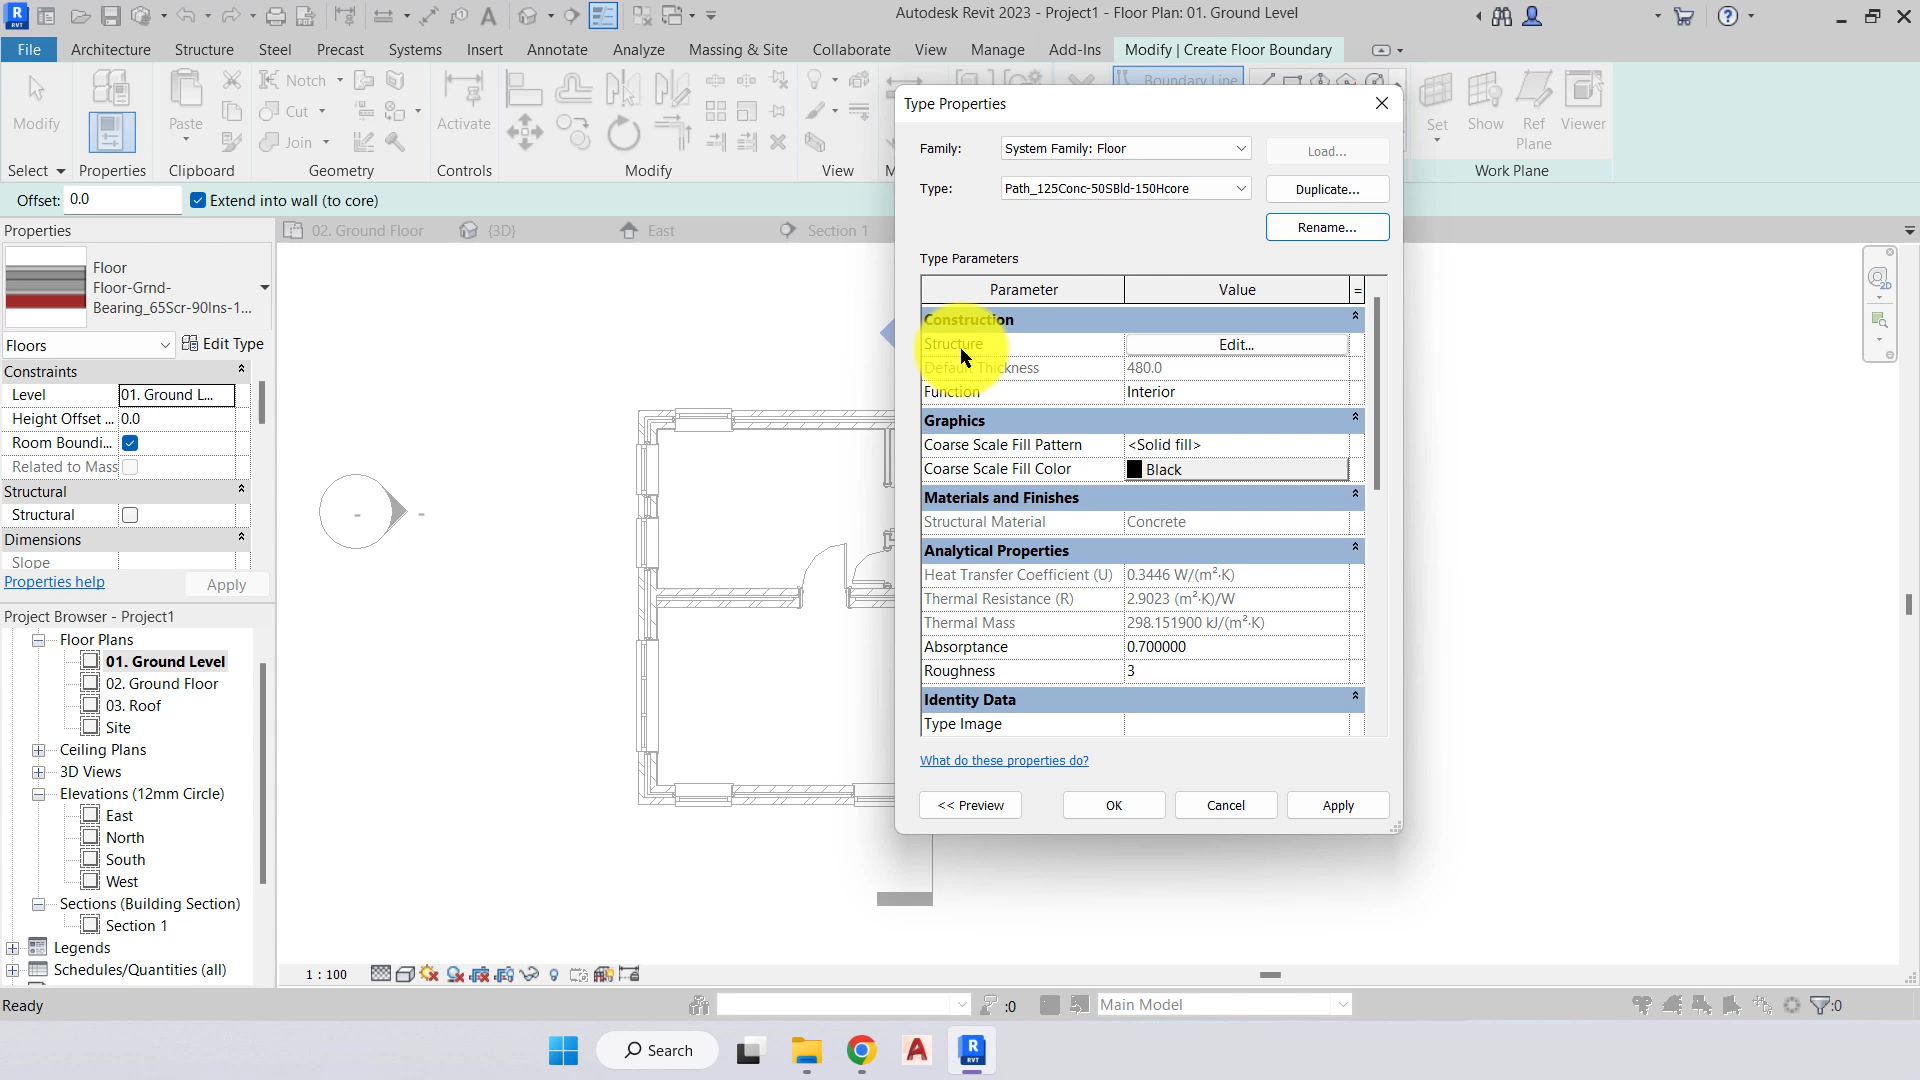 Autodesk Revit 2023 - Project1 - Floor Plan: 01. Ground Level
File Architecture Structure Steel Precast Systems Insert Annotate Analyze Massing & Site Collaborate View Manage Add-Ins Modify | Create Floor Boundary
Modify Paste Notch Cut Join Activate Boundary Line Set Show Ref Plane Viewer
Select Properties Clipboard Geometry Controls Modify View Work Plane
Offset: 0.0 Extend into wall (to core)
Properties
02. Ground Floor {3D} East Section 1
Floor
Floor-Grnd-
Bearing_65Scr-90Ins-1...
Floors Edit Type
Constraints
Level 01. Ground L...
Height Offset ... 0.0
Room Boundi...
Related to Mass
Structural
Structural
Dimensions
Slope
Properties help Apply
Project Browser - Project1
Floor Plans
01. Ground Level
02. Ground Floor
03. Roof
Site
Ceiling Plans
3D Views
Elevations (12mm Circle)
East
North
South
West
Sections (Building Section)
Section 1
Legends
Schedules/Quantities (all)
Type Properties
Family: System Family: Floor Load...
Type: Path_125Conc-50SBld-150Hcore Duplicate...
Rename...
Type Parameters
Parameter Value =
Construction
Structure Edit...
Default Thickness 480.0
Function Interior
Graphics
Coarse Scale Fill Pattern <Solid fill>
Coarse Scale Fill Color Black
Materials and Finishes
Structural Material Concrete
Analytical Properties
Heat Transfer Coefficient (U) 0.3446 W/(m²·K)
Thermal Resistance (R) 2.9023 (m²·K)/W
Thermal Mass 298.151900 kJ/(m²·K)
Absorptance 0.700000
Roughness 3
Identity Data
Type Image
What do these properties do?
<< Preview OK Cancel Apply
1 : 100
Ready :0 Main Model :0
Search